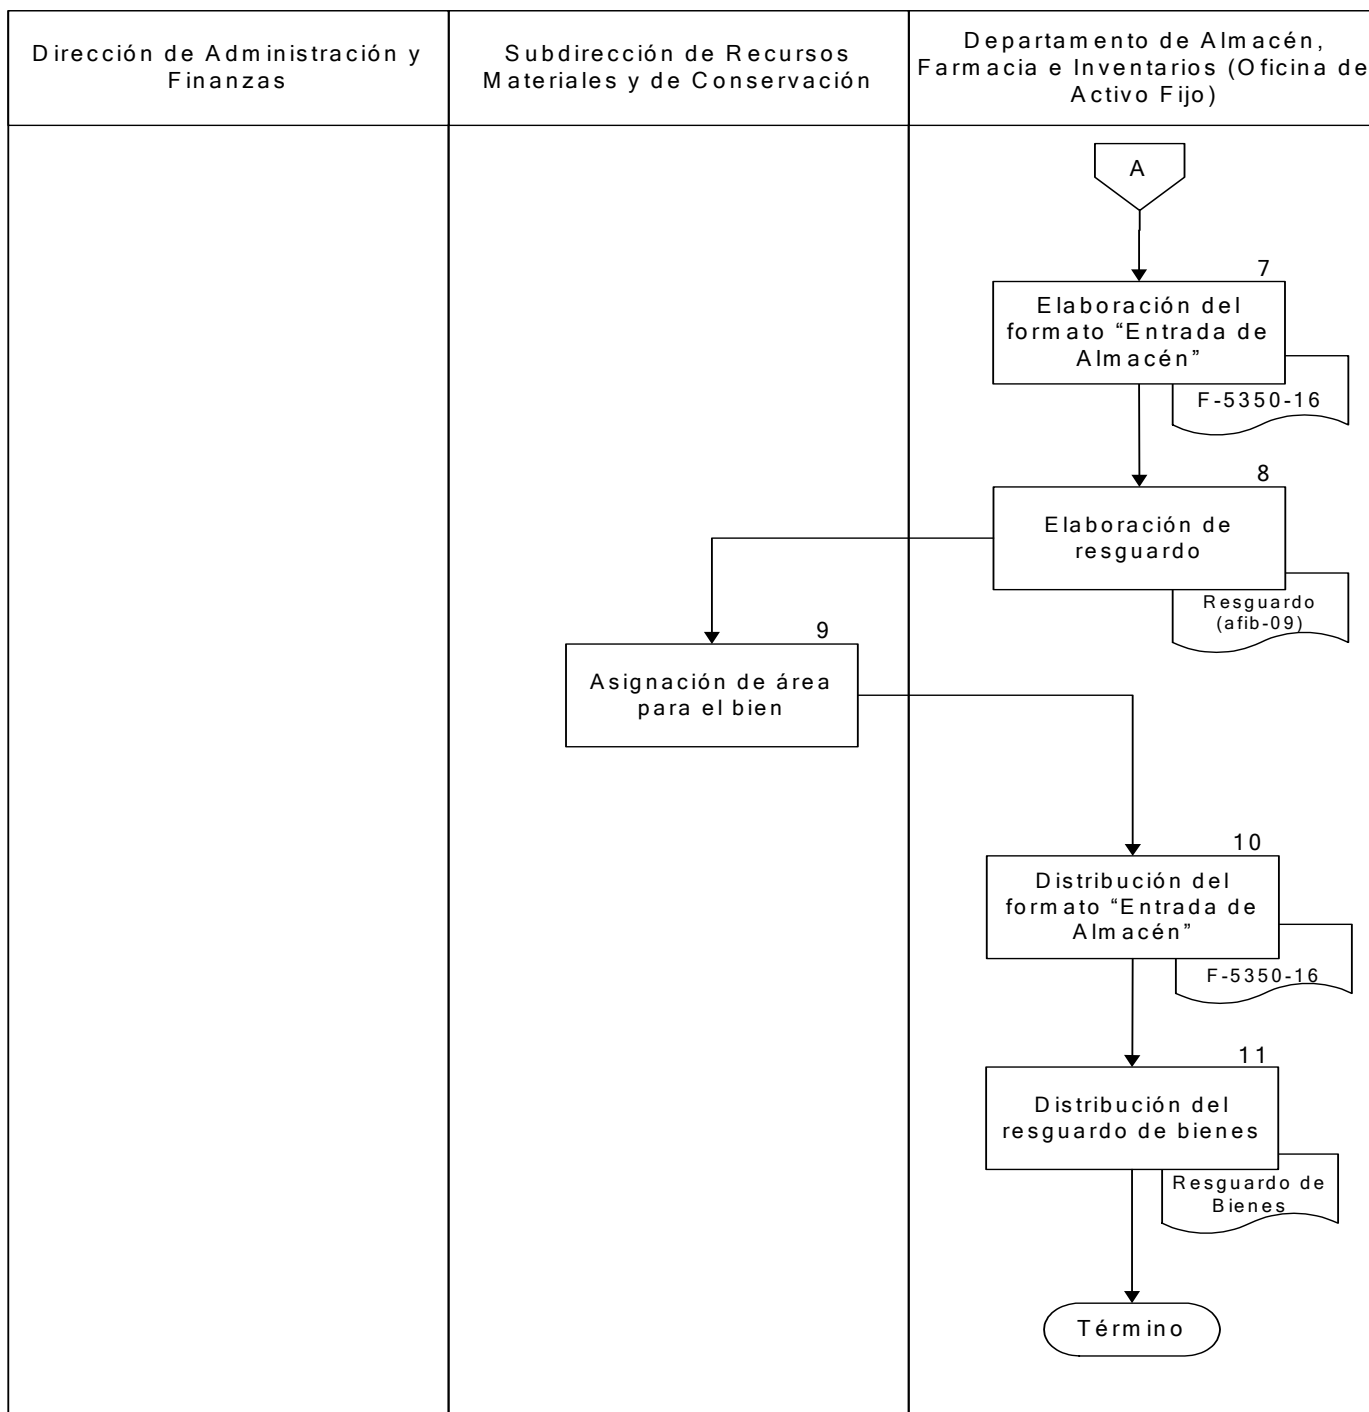 Dirección de Administración y
Finanzas
Subdirección de Recursos
Materiales y de Conservación
Departamento de Almacén,
Farmacia e Inventarios (Oficina de
Activo Fijo)
A
7
Elaboración del
formato “Entrada de
Almacén”
F-5350-16
8
Elaboración de
resguardo
Resguardo
(afib-09)
9
Asignación de área
para el bien
10
Distribución del
formato “Entrada de
Almacén”
F-5350-16
11
Distribución del
resguardo de bienes
Resguardo de
Bienes
Término